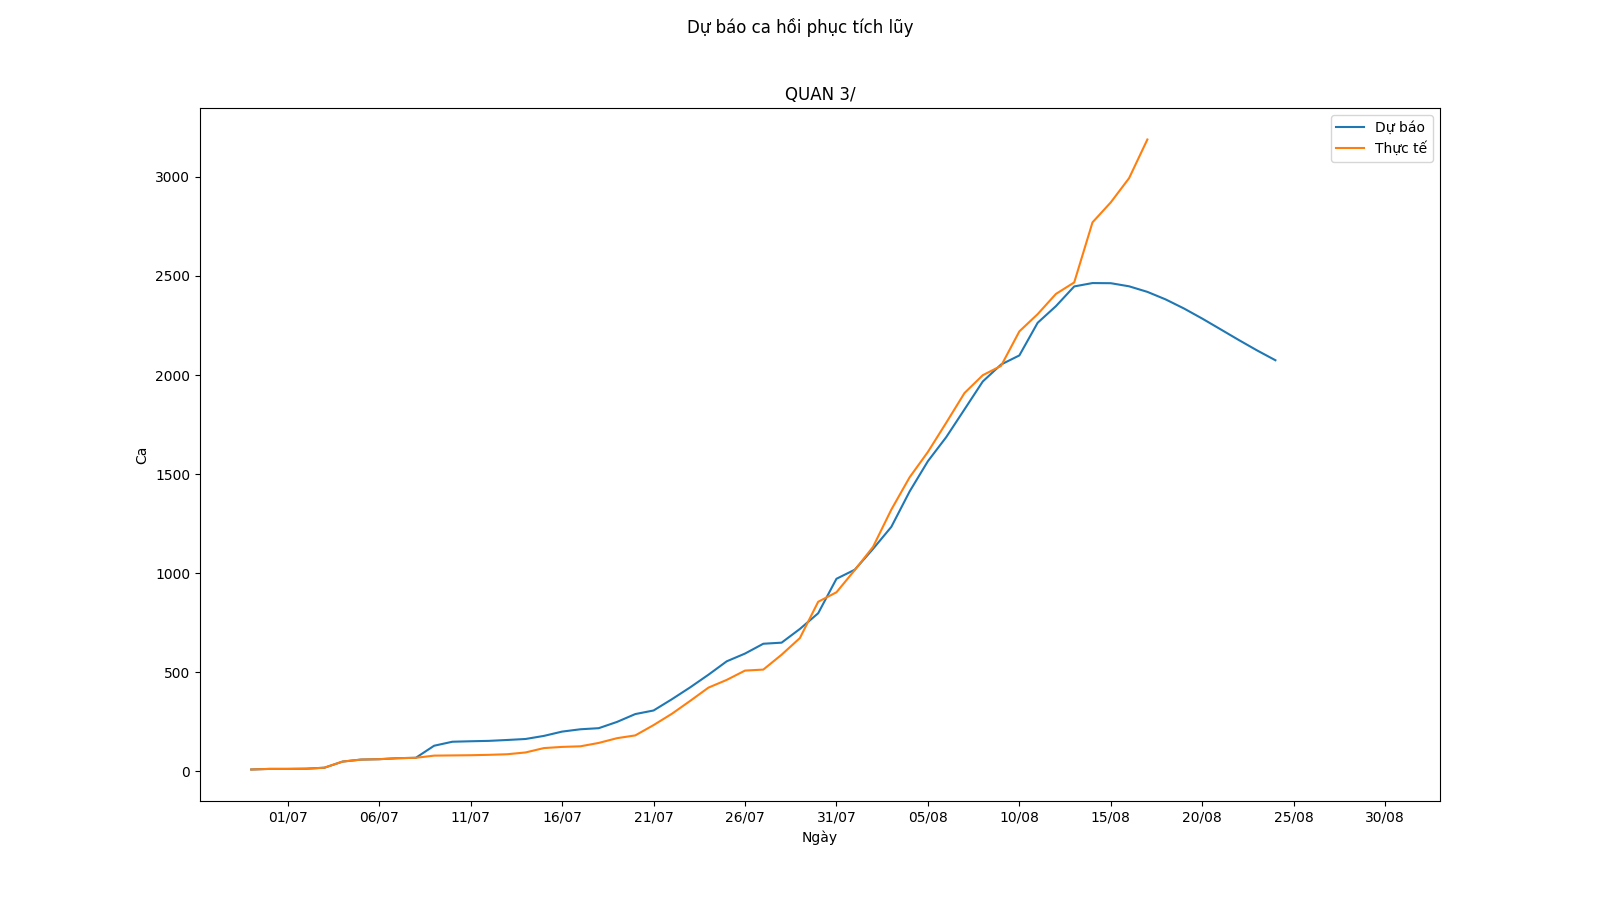 Dự báo ca hồi phục tích lũy
QUAN 3/
Dự báo
Thực tế
3000
2500
2000
1500
1000
500
0
Ca
01/07 06/07 11/07 16/07 21/07 26/07 31/07 05/08 10/08 15/08 20/08 25/08 30/08
Ngày